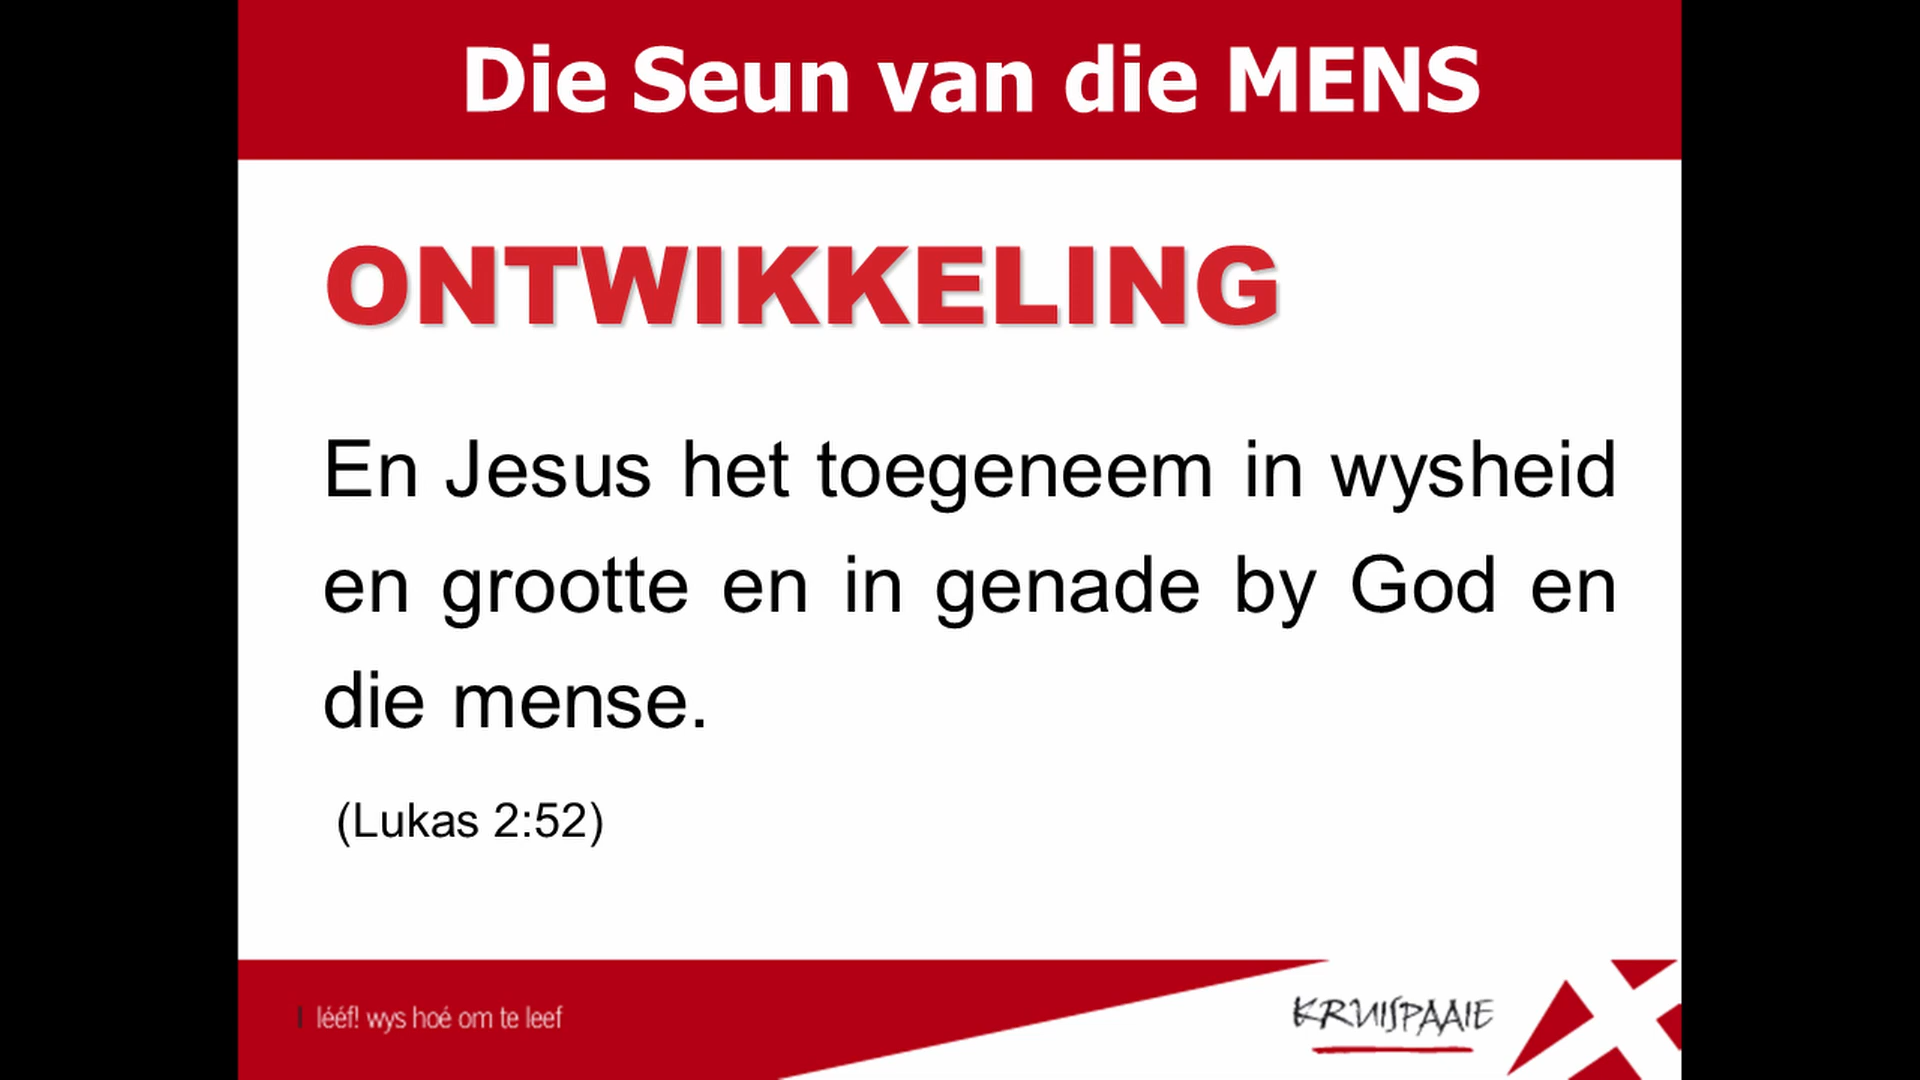 Die Seun van die MENS
ONTWIKKELING
En Jesus het toegeneem in wysheid
en grootte en in genade by God en
die mense.
(Lukas 2:52)
lééf! wys hoé om te leef
KRUISPAAIE